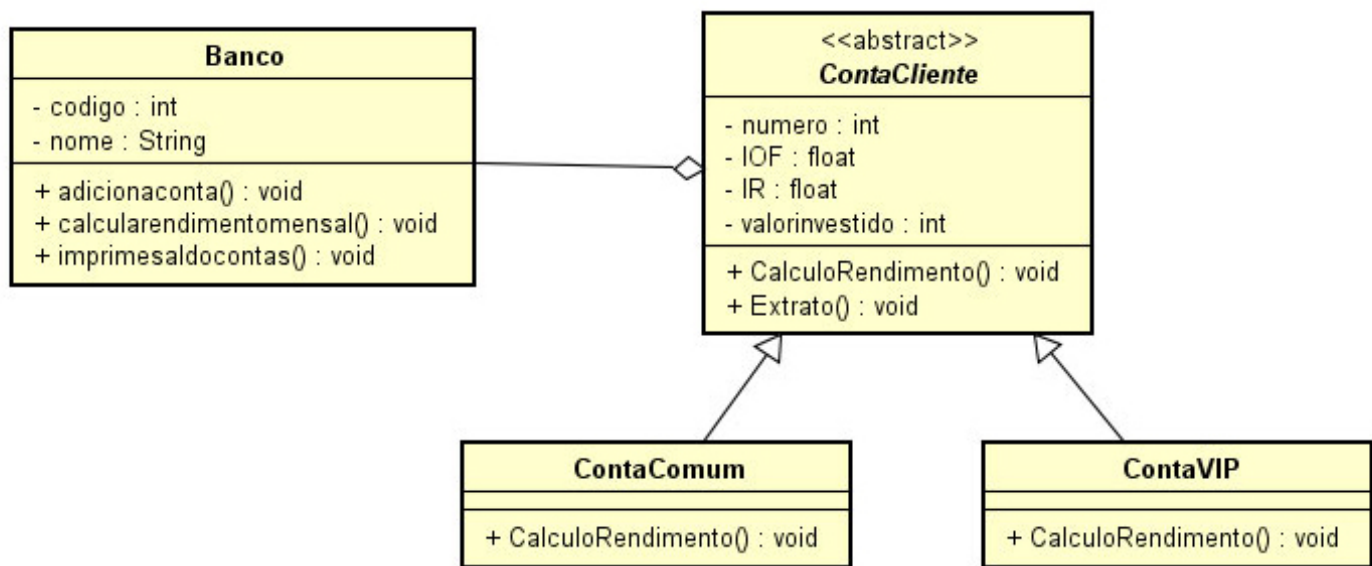 Banco
- codigo : int
- nome : String
+ adicionaconta() : void
+ calcularendimentomensal() : void
+ imprimesaldocontas() : void
<<abstract>>
ContaCliente
- numero : int
- IOF : float
- IR : float
- valorinvestido : int
+ CalculoRendimento() : void
+ Extrato() : void
ContaComum
+ CalculoRendimento() : void
ContaVIP
+ CalculoRendimento() : void